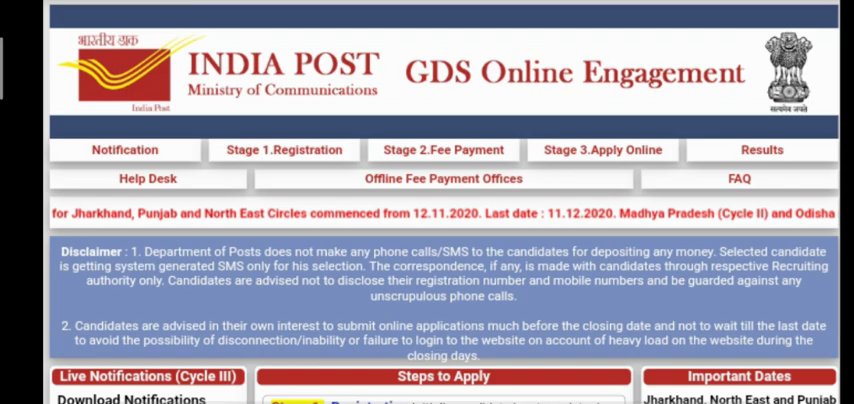 भारतीय डाक
INDIA POST
Ministry of Communications
India Post
GDS Online Engagement
सत्यमेव जयते
Notification
Stage 1.Registration
Stage 2.Fee Payment
Stage 3.Apply Online
Results
Help Desk
Offline Fee Payment Offices
FAQ
for Jharkhand, Punjab and North East Circles commenced from 12.11.2020. Last date : 11.12.2020. Madhya Pradesh (Cycle II) and Odisha
Disclaimer : 1. Department of Posts does not make any phone calls/SMS to the candidates for depositing any money. Selected candidate
is getting system generated SMS only for his selection. The correspondence, if any, is made with candidates through respective Recruiting
authority only. Candidates are advised not to disclose their registration number and mobile numbers and be guarded against any
unscrupulous phone calls.
2. Candidates are advised in their own interest to submit online applications much before the closing date and not to wait till the last date
to avoid the possibility of disconnection/inability or failure to login to the website on account of heavy load on the website during the
closing days.
Live Notifications (Cycle III)
Steps to Apply
Important Dates
Download Notifications
Jharkhand, North East and Punjab